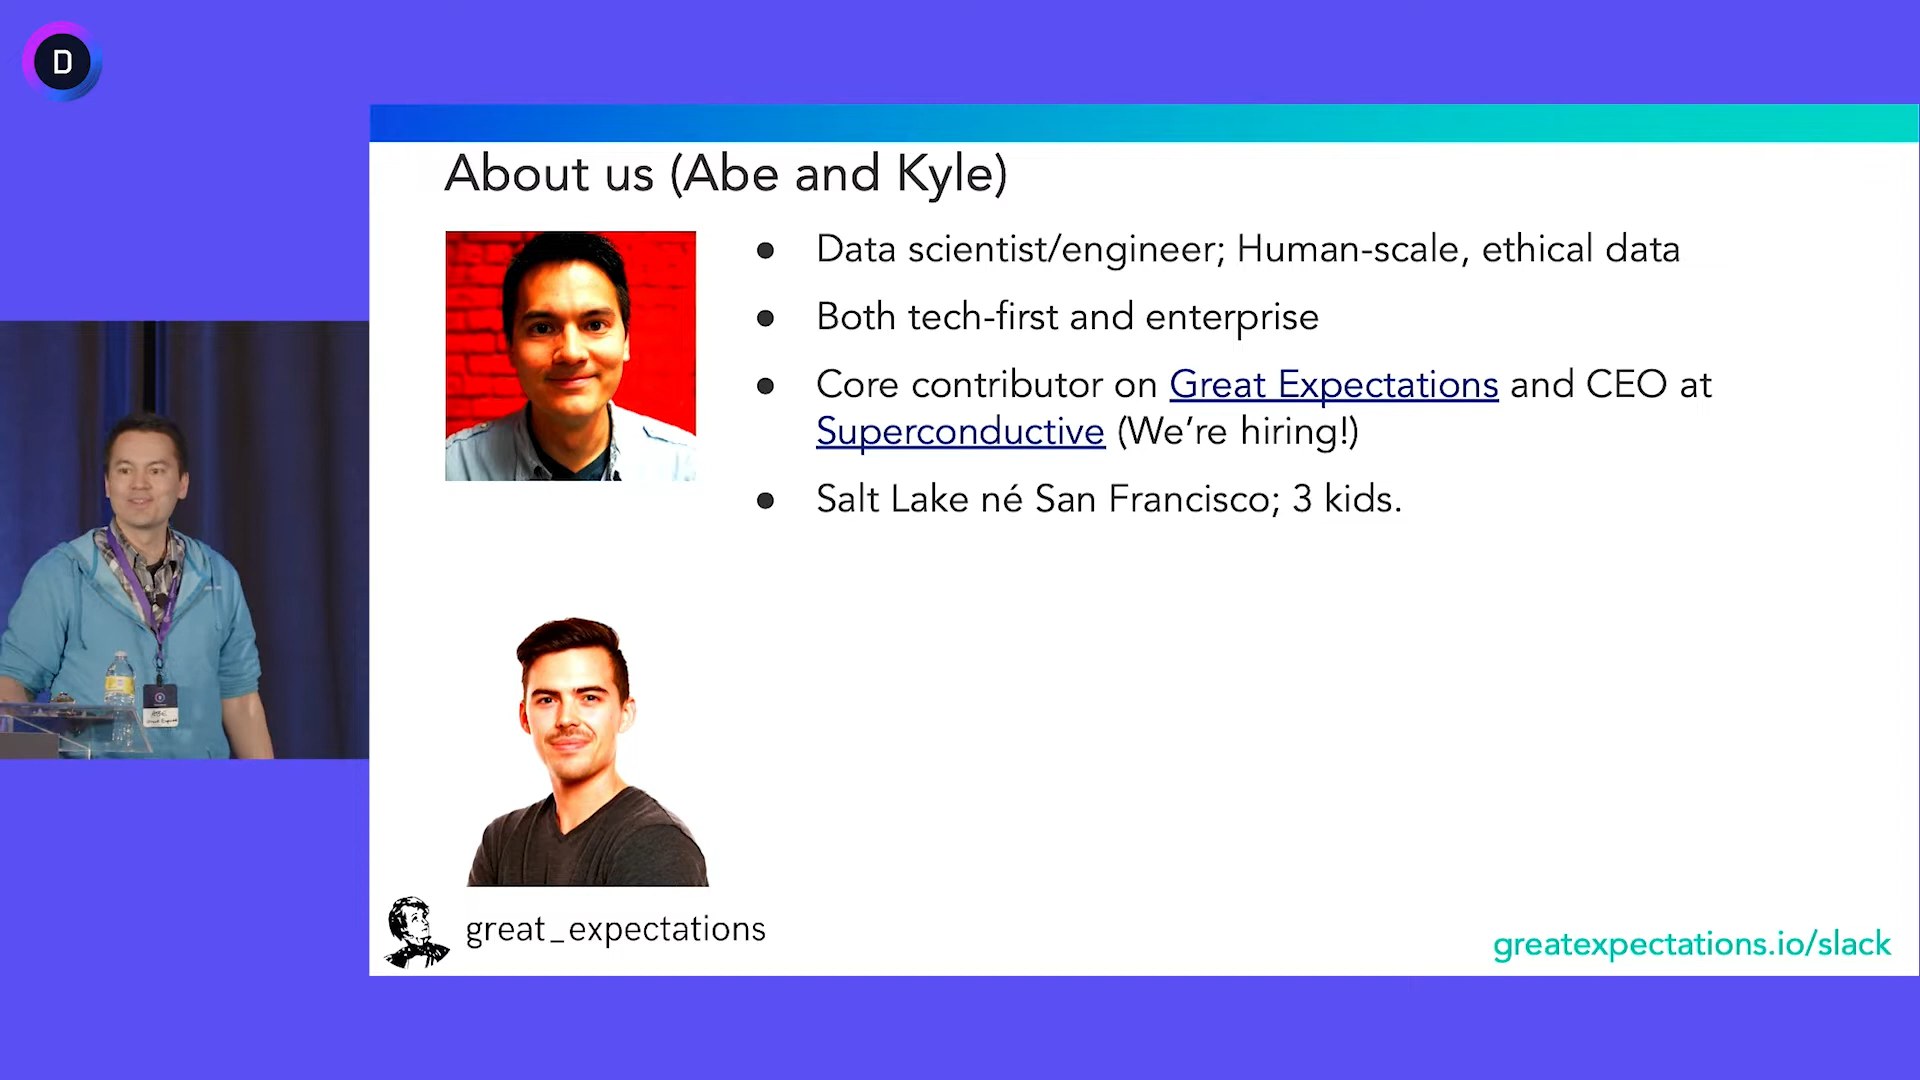 D
About us (Abe and Kyle)
● Data scientist/engineer; Human-scale, ethical data
● Both tech-first and enterprise
● Core contributor on Great Expectations and CEO at
Superconductive (We're hiring!)
● Salt Lake né San Francisco; 3 kids.
great_expectations
greatexpectations.io/slack